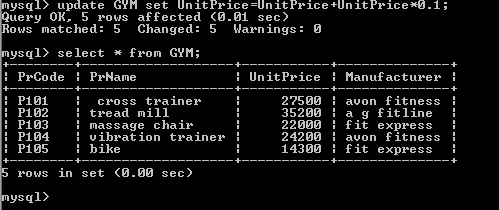 mysql> update GYM set UnitPrice=UnitPrice+UnitPrice*0.1;
Query OK, 5 rows affected (0.01 sec)
Rows matched: 5  Changed: 5  Warnings: 0
mysql> select * from GYM;
+--------+-------------------+-----------+--------------+
| PrCode | PrName            | UnitPrice | Manufacturer |
+--------+-------------------+-----------+--------------+
| P101   |  cross trainer    |     27500 | avon fitness |
| P102   | tread mill        |     35200 | a g fitline  |
| P103   | massage chair     |     22000 | fit express  |
| P104   | vibration trainer |     24200 | avon fitness |
| P105   | bike              |     14300 | fit express  |
+--------+-------------------+-----------+--------------+
5 rows in set (0.00 sec)
mysql>